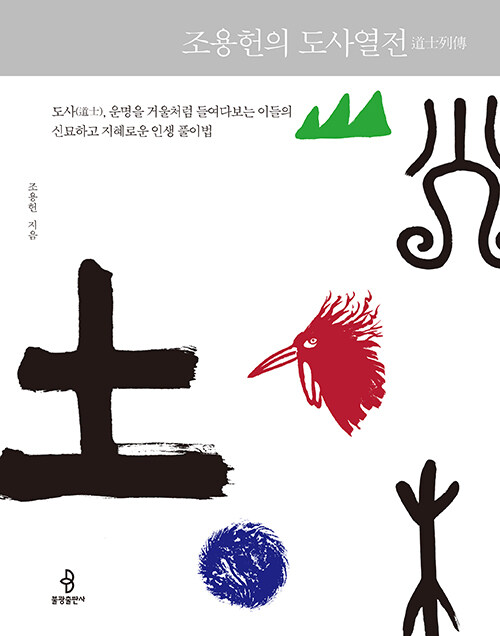 조용헌의 도사열전 道士列傳
도사(道士), 운명을 거울처럼 들여다보는 이들의
신묘하고 지혜로운 인생 풀이법
조용헌 지음
土
불광출판사